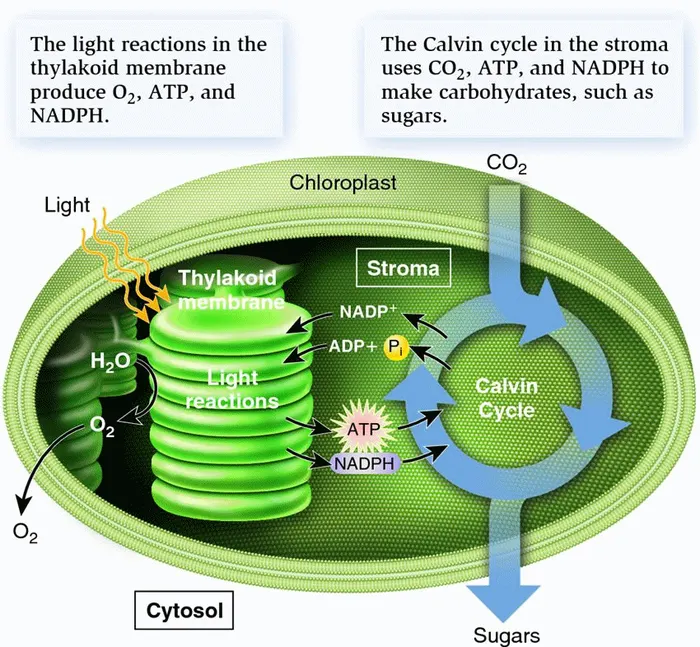 The light reactions in the
thylakoid membrane
produce O₂, ATP, and
NADPH.
The Calvin cycle in the stroma
uses CO₂, ATP, and NADPH to
make carbohydrates, such as
sugars.
CO₂
Chloroplast
Light
Stroma
Thylakoid
membrane
NADP⁺
ADP+ Pᵢ
H₂O
Light
reactions
Calvin
Cycle
O₂
ATP
NADPH
O₂
Cytosol
Sugars